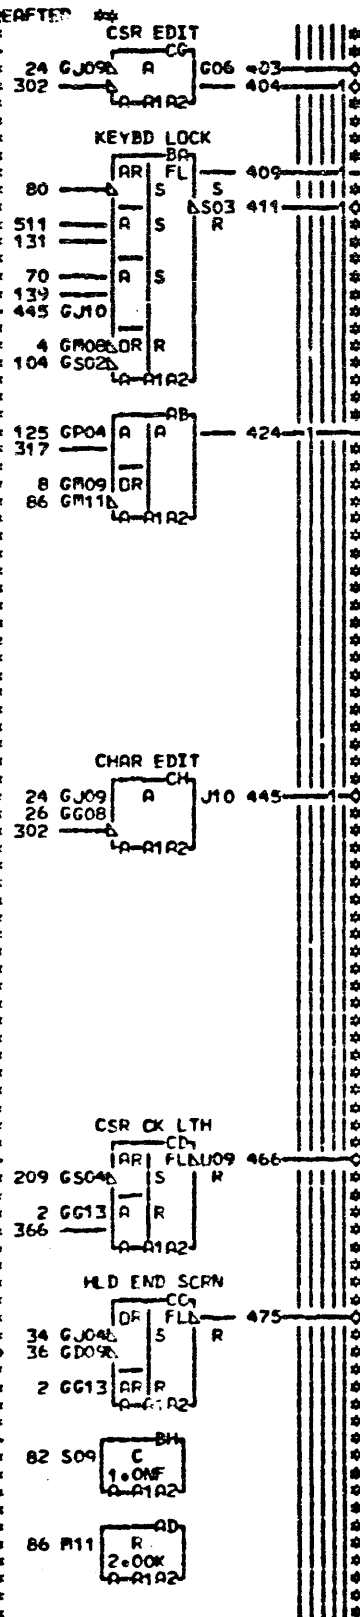 CSR EDIT
CG
24 GJ09 A G06 403
302 404
A-A1A2
KEYBD LOCK
BA
AR FL 409
80 S S
S03 411
511 A S R
131
70 A S
139
445 GJ10
4 GM08 OR R
104 GS02
A-A1A2
AB
125 GP04 A A 424
317
8 GM09 OR
86 GM11
A-A1A2
CHAR EDIT
CH
24 GJ09 A J10 445
26 GG08
302
A-A1A2
CSR CK LTH
CD
AR FL U09 466
209 GS04 S R
2 GG13 A R
366
A-A1A2
HLD END SCRN
CC
OR FL 475
34 GJ04 S R
36 GD09
2 GG13 AR R
A-A1A2
BH
82 S09 C
1.0NF
A-A1A2
AD
86 M11 R
2.00K
A-A1A2